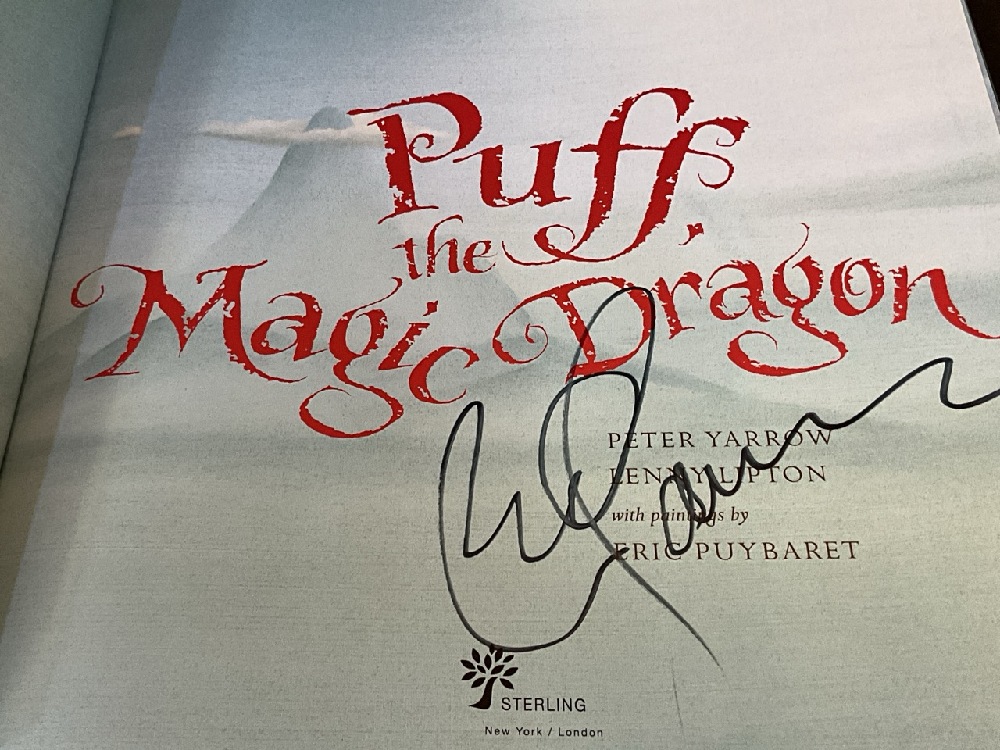 Puff,
the
Magic Dragon
PETER YARROW
LENNY LIPTON
with paintings by
ERIC PUYBARET
STERLING
New York / London